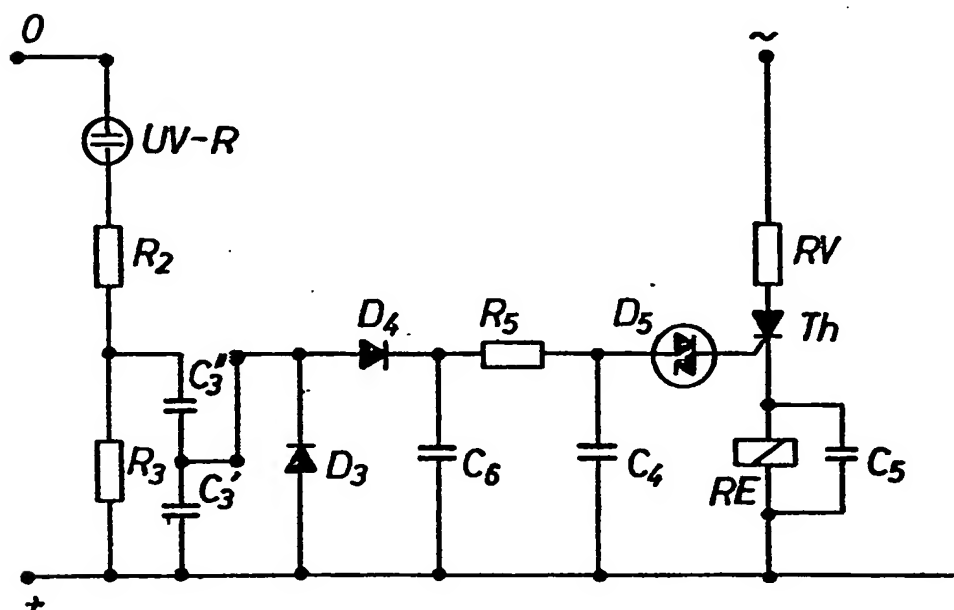 0
~
UV-R
R2
RV
D4
R5
D5
Th
C3"
R3
C3'
D3
C6
C4
RE
C5
+